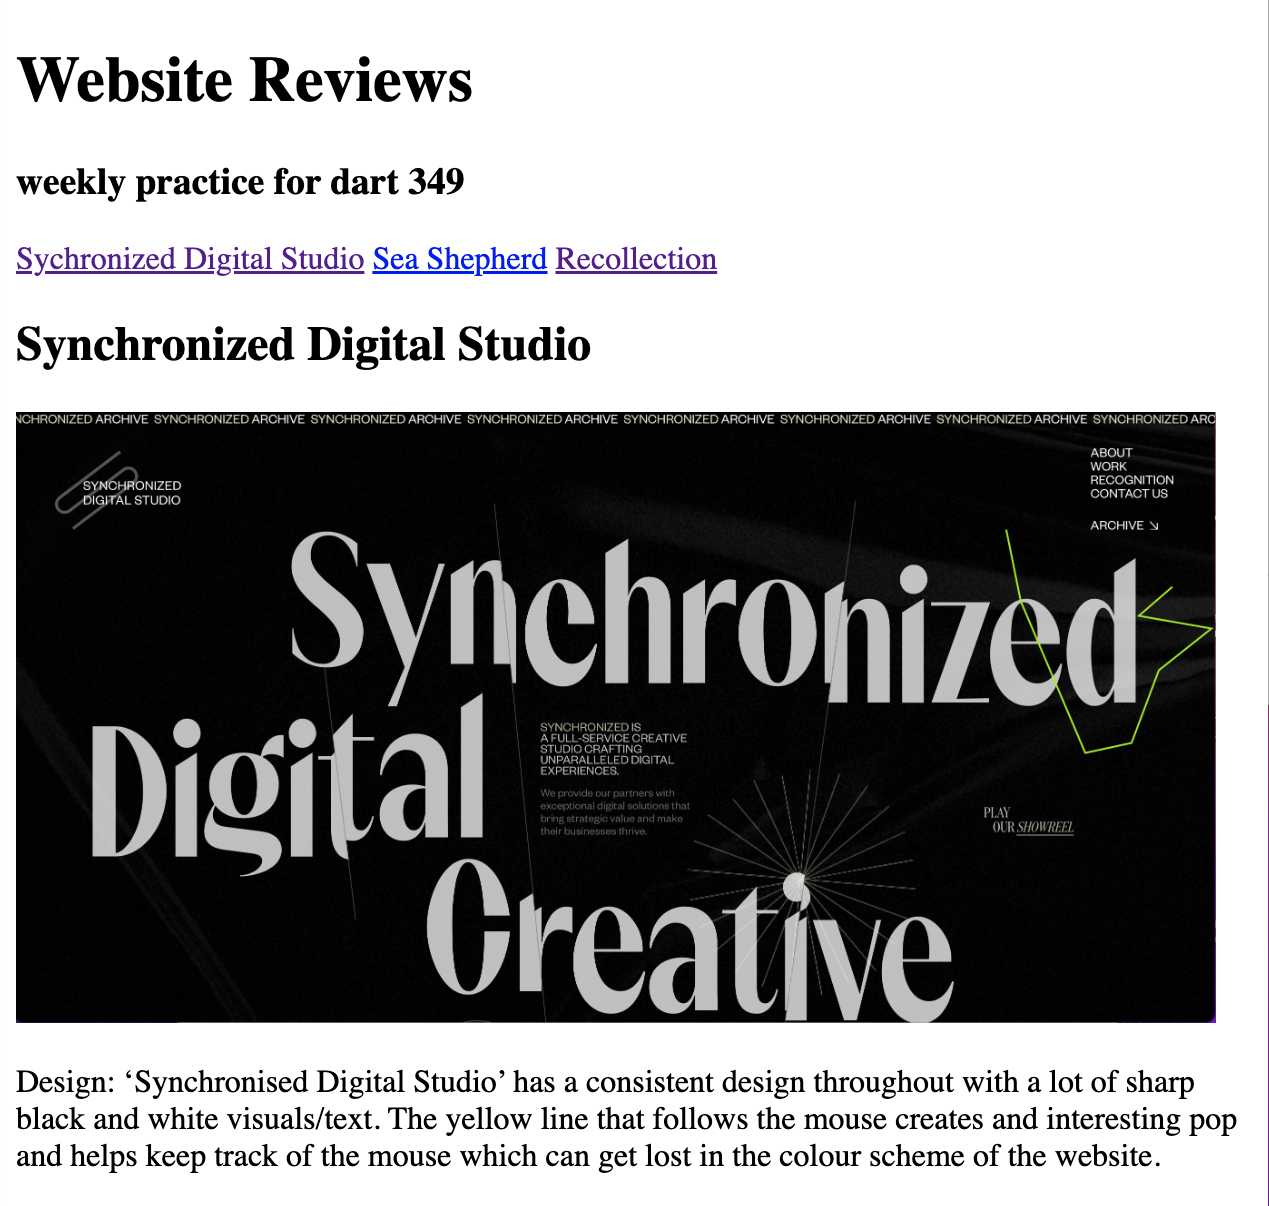 Website Reviews
weekly practice for dart 349
Sychronized Digital Studio Sea Shepherd Recollection
Synchronized Digital Studio
NCHRONIZED ARCHIVE SYNCHRONIZED ARCHIVE SYNCHRONIZED ARCHIVE SYNCHRONIZED ARCHIVE SYNCHRONIZED ARCHIVE SYNCHRONIZED ARCHIVE SYNCHRONIZED ARCHIVE SYNCHRONIZED ARC
SYNCHRONIZED
DIGITAL STUDIO
ABOUT
WORK
RECOGNITION
CONTACT US
ARCHIVE ↘
Synchronized
Digital
SYNCHRONIZED IS
A FULL-SERVICE CREATIVE
STUDIO CRAFTING
UNPARALLELED DIGITAL
EXPERIENCES.
We provide our partners with
exceptional digital solutions that
bring strategic value and make
their businesses thrive.
PLAY
OUR SHOWREEL
Creative
Design: ‘Synchronised Digital Studio’ has a consistent design throughout with a lot of sharp
black and white visuals/text. The yellow line that follows the mouse creates and interesting pop
and helps keep track of the mouse which can get lost in the colour scheme of the website.